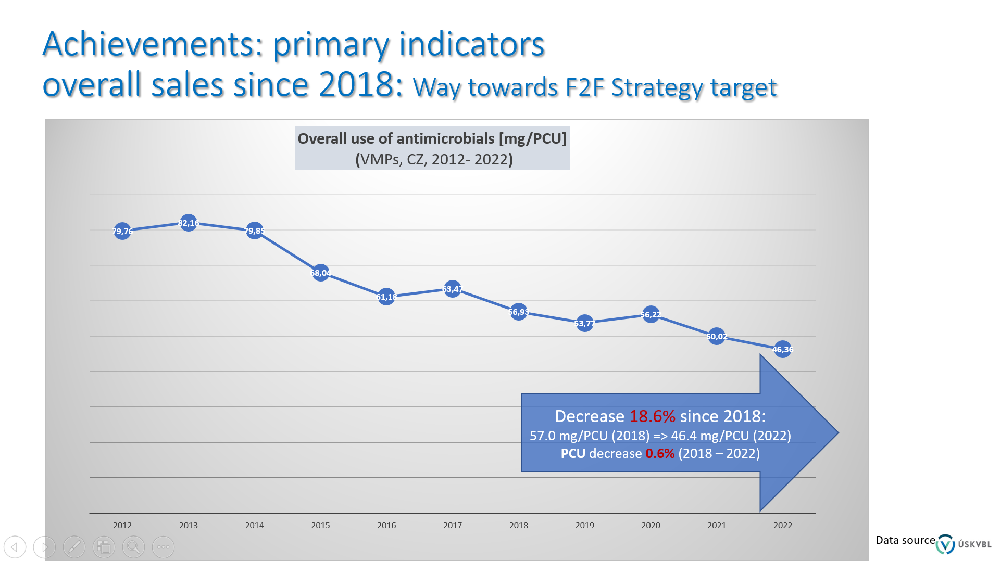 Achievements: primary indicators
overall sales since 2018: Way towards F2F Strategy target
Overall use of antimicrobials [mg/PCU]
(VMPs, CZ, 2012- 2022)
79,76
82,16
79,85
68,04
61,18
63,47
56,93
53,77
56,22
50,02
46,36
Decrease 18.6% since 2018:
57.0 mg/PCU (2018) => 46.4 mg/PCU (2022)
PCU decrease 0.6% (2018 – 2022)
2012 2013 2014 2015 2016 2017 2018 2019 2020 2021 2022
Data source
ÚSKVBL